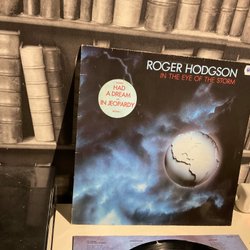 ROGER HODGSON
IN THE EYE OF THE STORM
HAD
A DREAM
IN JEOPARDY